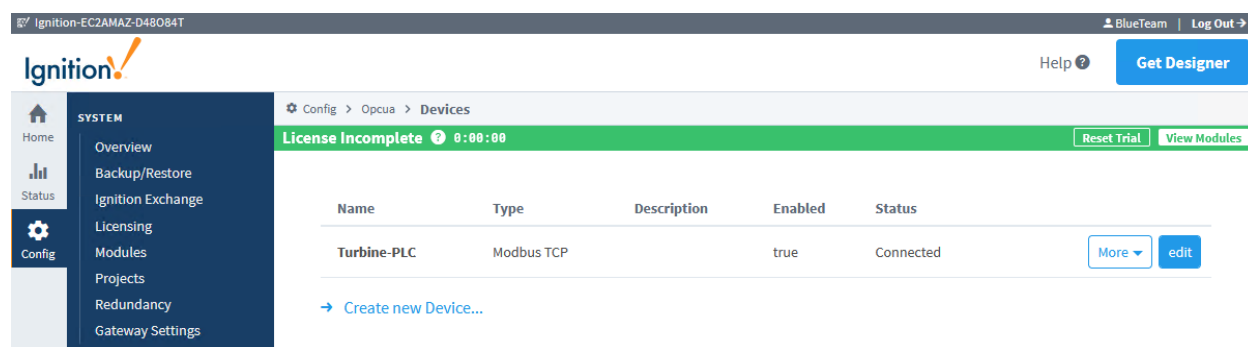 Ignition-EC2AMAZ-D48O84T
BlueTeam | Log Out →
Ignition!
Help ?
Get Designer
Home
Status
Config
SYSTEM
Overview
Backup/Restore
Ignition Exchange
Licensing
Modules
Projects
Redundancy
Gateway Settings
Config > Opcua > Devices
License Incomplete ? 0:00:00
Reset Trial View Modules
Name Type Description Enabled Status
Turbine-PLC Modbus TCP true Connected More edit
→ Create new Device...